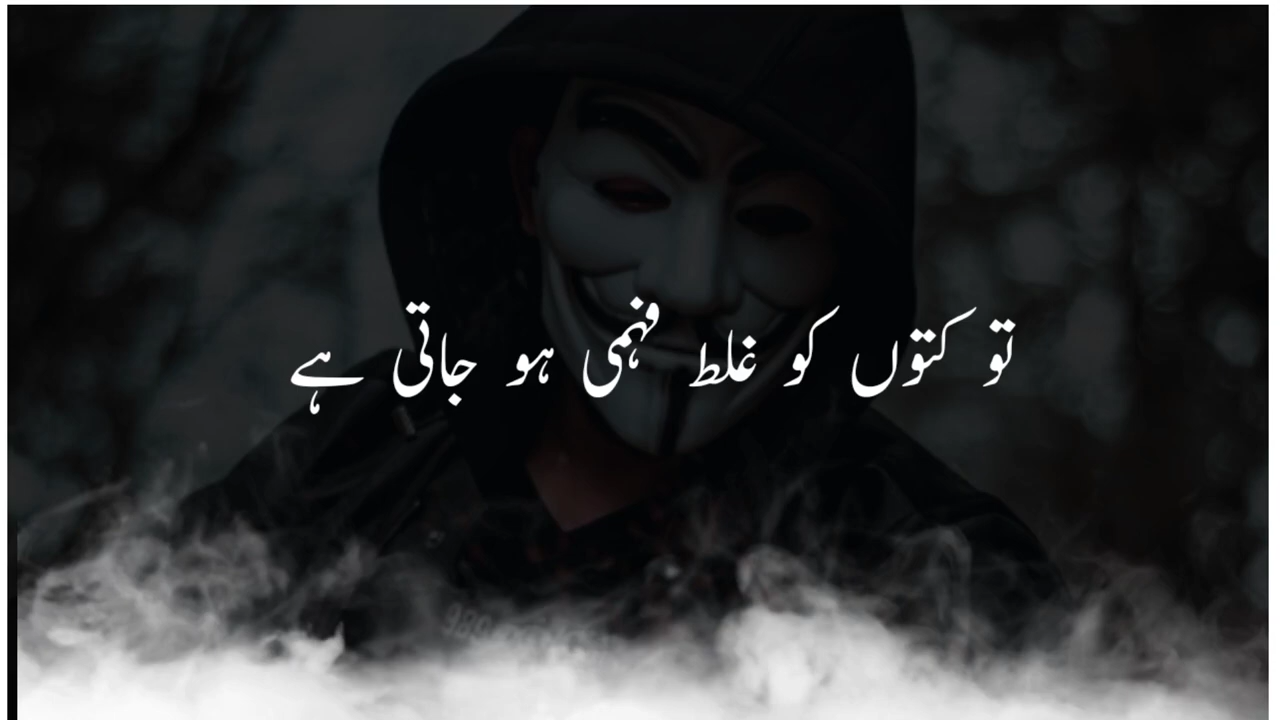 تو کتوں کو غلط فہمی ہو جاتی ہے